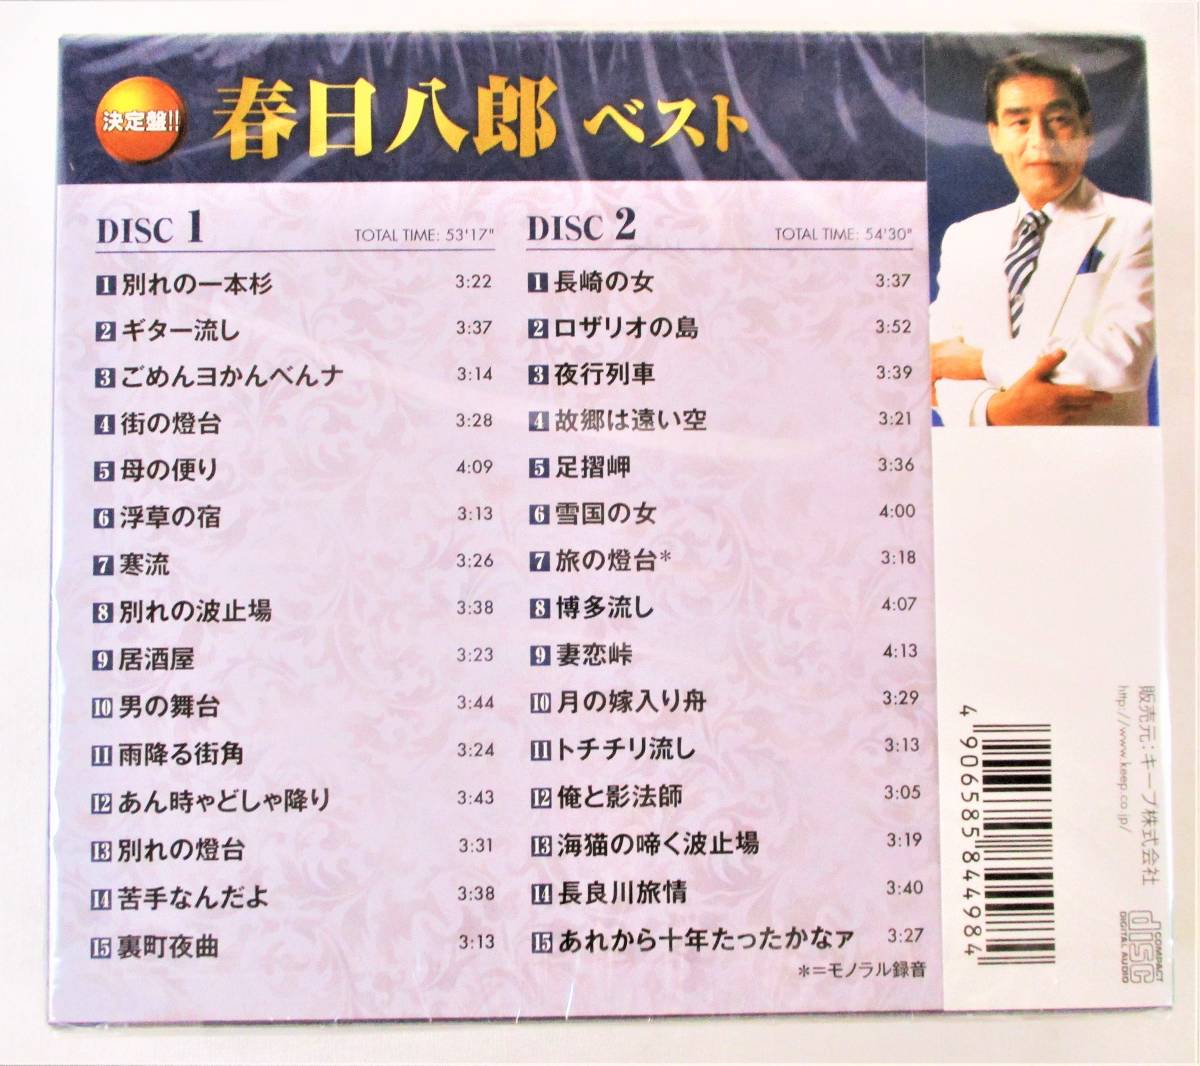 決定盤!!
春日八郎 ベスト
DISC 1 TOTAL TIME: 53'17"
1 別れの一本杉 3:22
2 ギター流し 3:37
3 ごめんヨかんべんナ 3:14
4 街の燈台 3:28
5 母の便り 4:09
6 浮草の宿 3:13
7 寒流 3:26
8 別れの波止場 3:38
9 居酒屋 3:23
10 男の舞台 3:44
11 雨降る街角 3:24
12 あん時ゃどしゃ降り 3:43
13 別れの燈台 3:31
14 苦手なんだよ 3:38
15 裏町夜曲 3:13
DISC 2 TOTAL TIME: 54'30"
1 長崎の女 3:37
2 ロザリオの島 3:52
3 夜行列車 3:39
4 故郷は遠い空 3:21
5 足摺岬 3:36
6 雪国の女 4:00
7 旅の燈台* 3:18
8 博多流し 4:07
9 妻恋峠 4:13
10 月の嫁入り舟 3:29
11 トチチリ流し 3:13
12 俺と影法師 3:05
13 海猫の啼く波止場 3:19
14 長良川旅情 3:40
15 あれから十年たったかなァ 3:27
*=モノラル録音
販売元:キープ株式会社
http://www.keep.co.jp/
4 906585 844984
COMPACT
disc
DIGITAL AUDIO